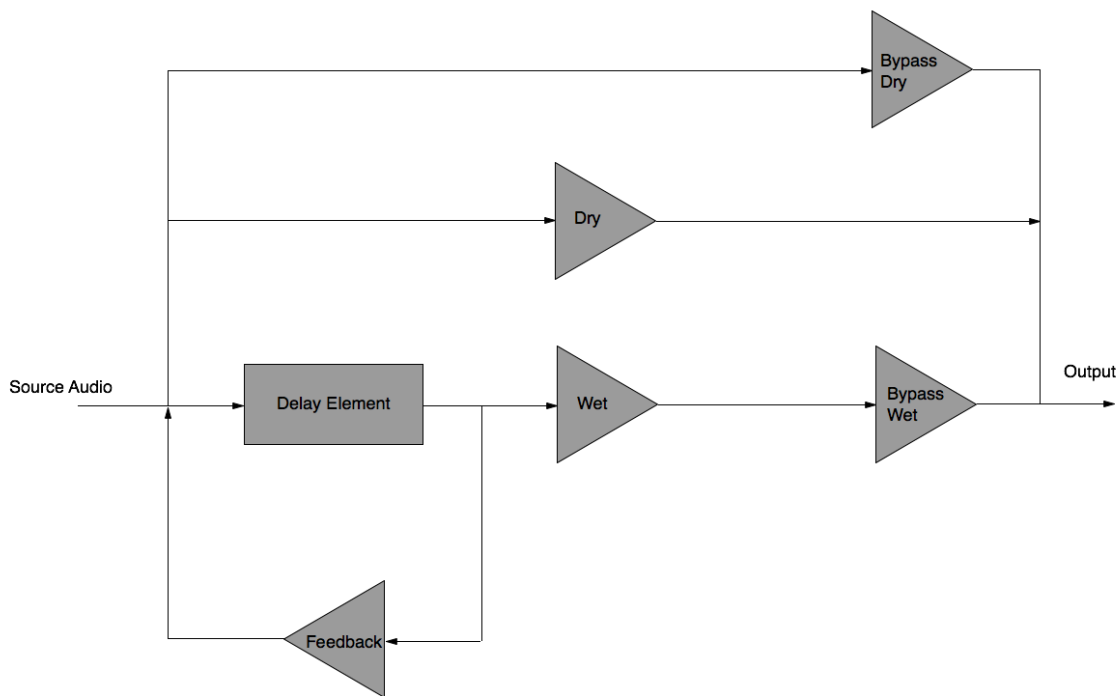 Bypass
Dry
Dry
Source Audio
Delay Element
Wet
Bypass
Wet
Output
Feedback